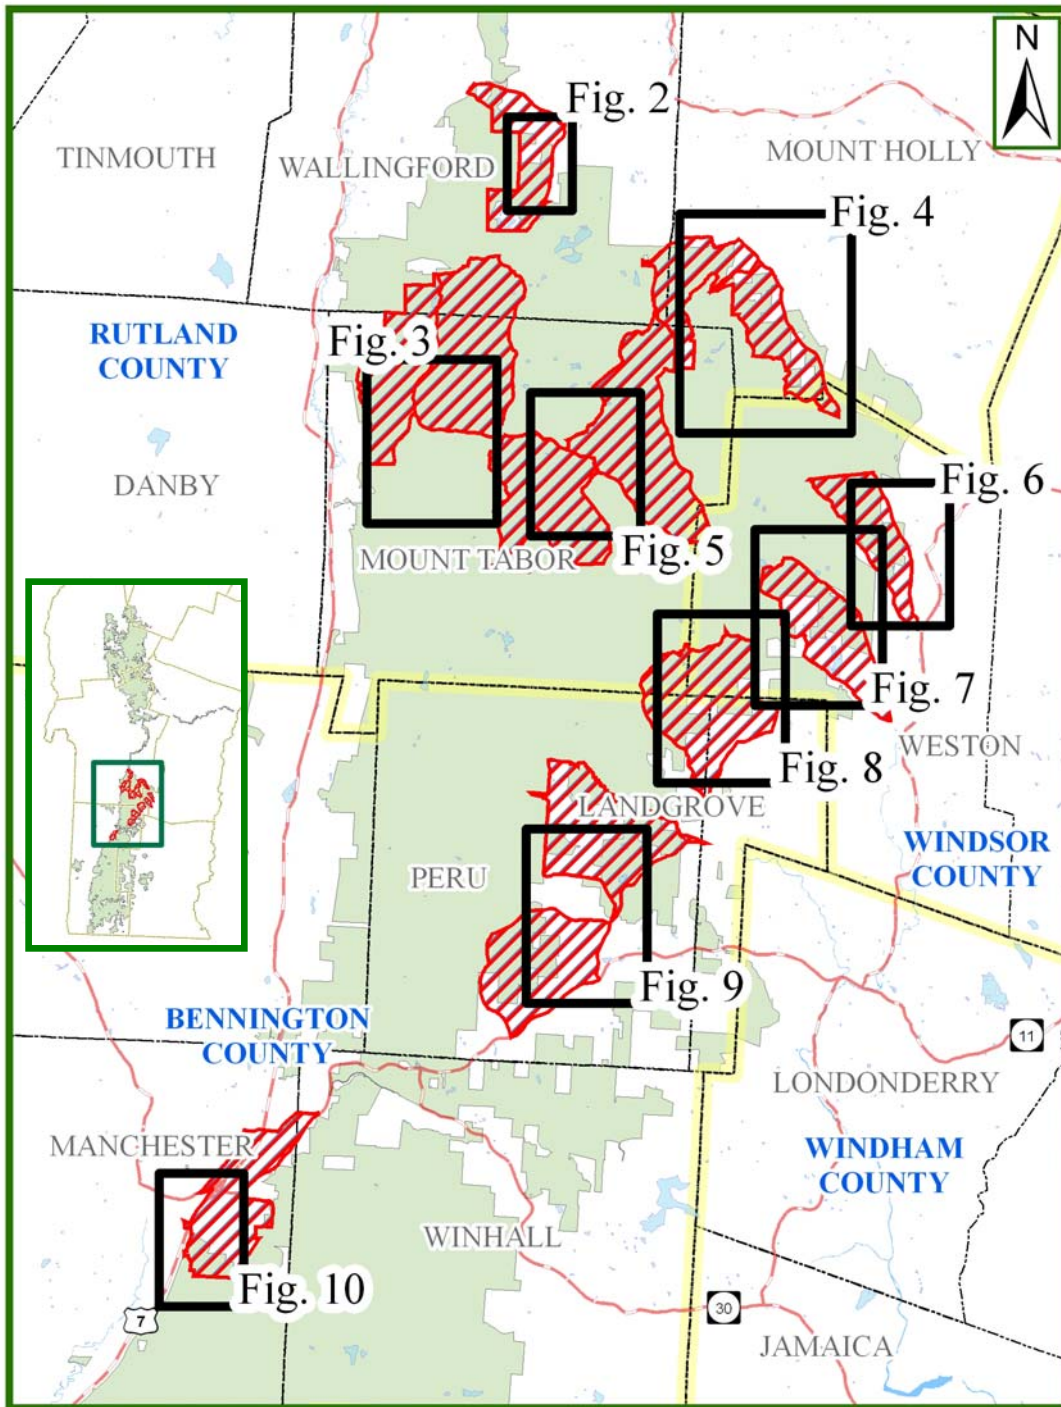 N
Fig. 2
TINMOUTH
WALLINGFORD
MOUNT HOLLY
Fig. 4
RUTLAND
COUNTY
Fig. 3
DANBY
Fig. 6
MOUNT TABOR
Fig. 5
Fig. 7
WESTON
Fig. 8
LANDGROVE
PERU
WINDSOR
COUNTY
Fig. 9
BENNINGTON
COUNTY
11
LONDONDERRY
MANCHESTER
WINDHAM
COUNTY
WINHALL
Fig. 10
7
30
JAMAICA